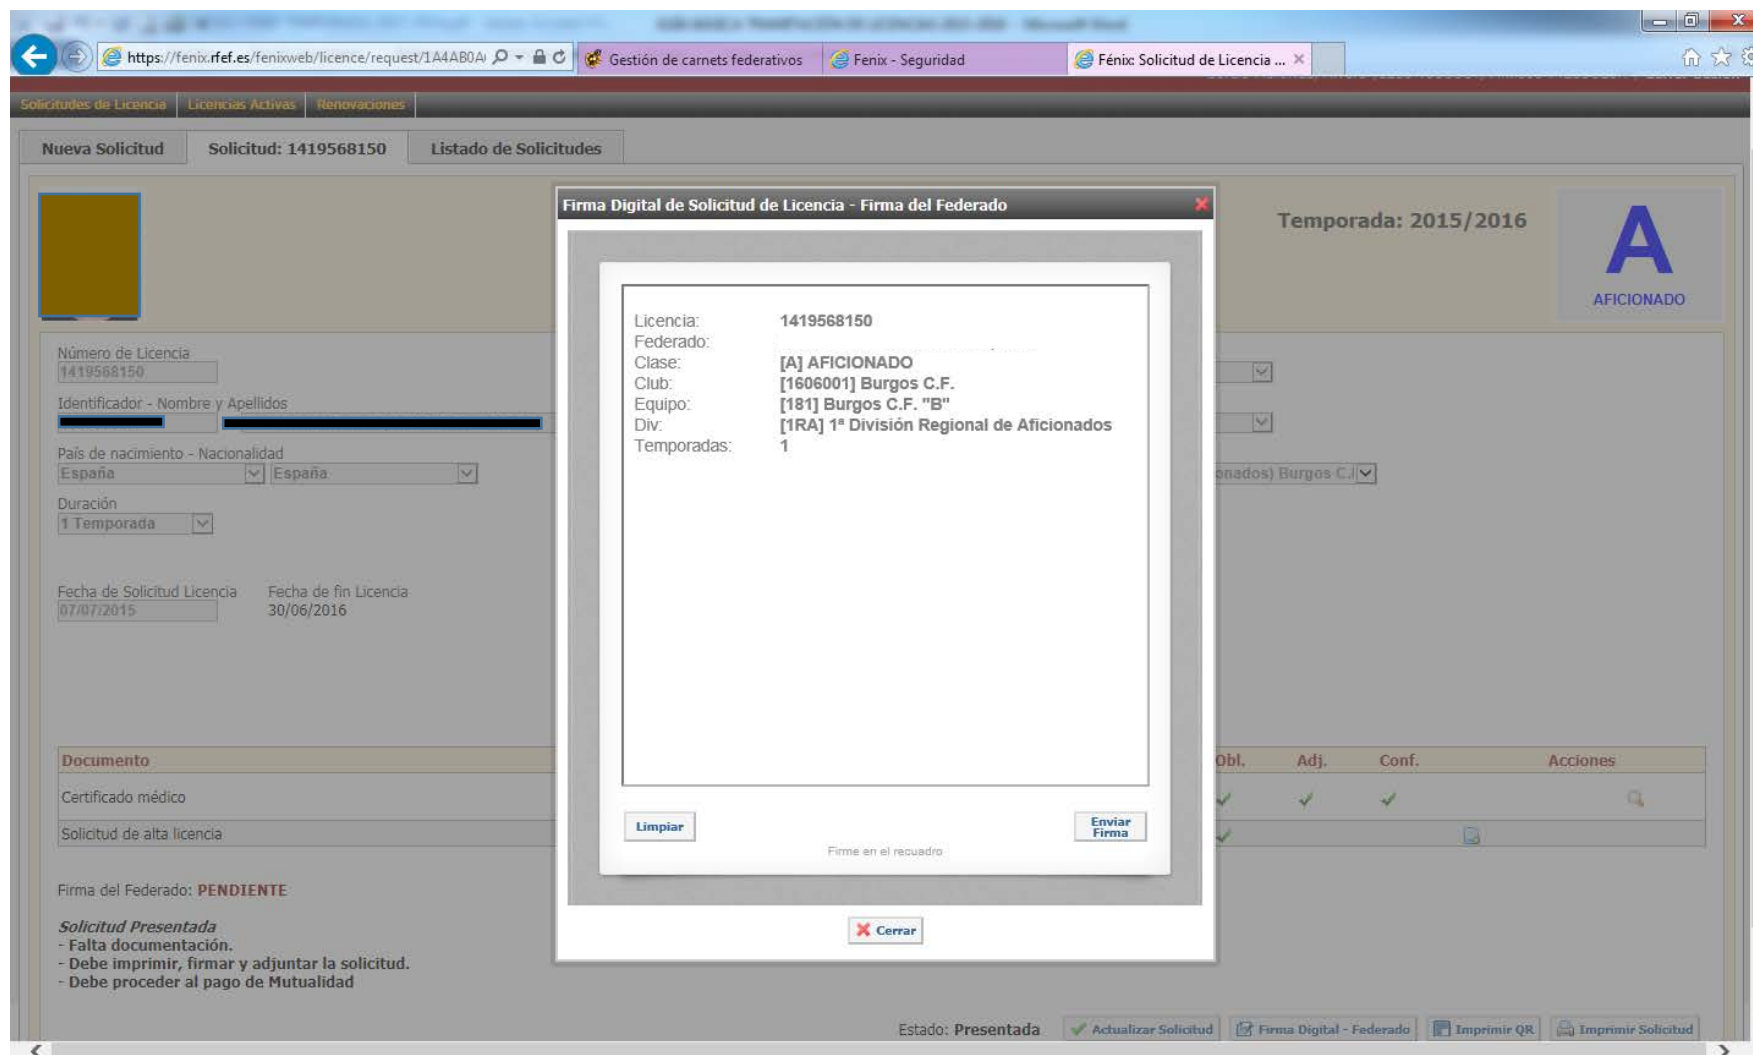 https://fenix.rfef.es/fenixweb/licence/request/1A4AB0A
Gestión de carnets federativos
Fenix - Seguridad
Fénix: Solicitud de Licencia ...
Solicitudes de Licencia
Licencias Activas
Renovaciones
Nueva Solicitud
Solicitud: 1419568150
Listado de Solicitudes
Firma Digital de Solicitud de Licencia - Firma del Federado
Temporada: 2015/2016
A
AFICIONADO
Número de Licencia
1419568150
Identificador - Nombre y Apellidos
País de nacimiento - Nacionalidad
España
España
Duración
1 Temporada
Fecha de Solicitud Licencia
Fecha de fin Licencia
07/07/2015
30/06/2016
Licencia: 1419568150
Federado:
Clase: [A] AFICIONADO
Club: [1606001] Burgos C.F.
Equipo: [181] Burgos C.F. "B"
Div: [1RA] 1ª División Regional de Aficionados
Temporadas: 1
Limpiar
Enviar
Firma
Firme en el recuadro
Cerrar
onados) Burgos C.
Documento
Obl. Adj. Conf. Acciones
Certificado médico
Solicitud de alta licencia
Firma del Federado: PENDIENTE
Solicitud Presentada
- Falta documentación.
- Debe imprimir, firmar y adjuntar la solicitud.
- Debe proceder al pago de Mutualidad
Estado: Presentada
Actualizar Solicitud
Firma Digital - Federado
Imprimir QR
Imprimir Solicitud